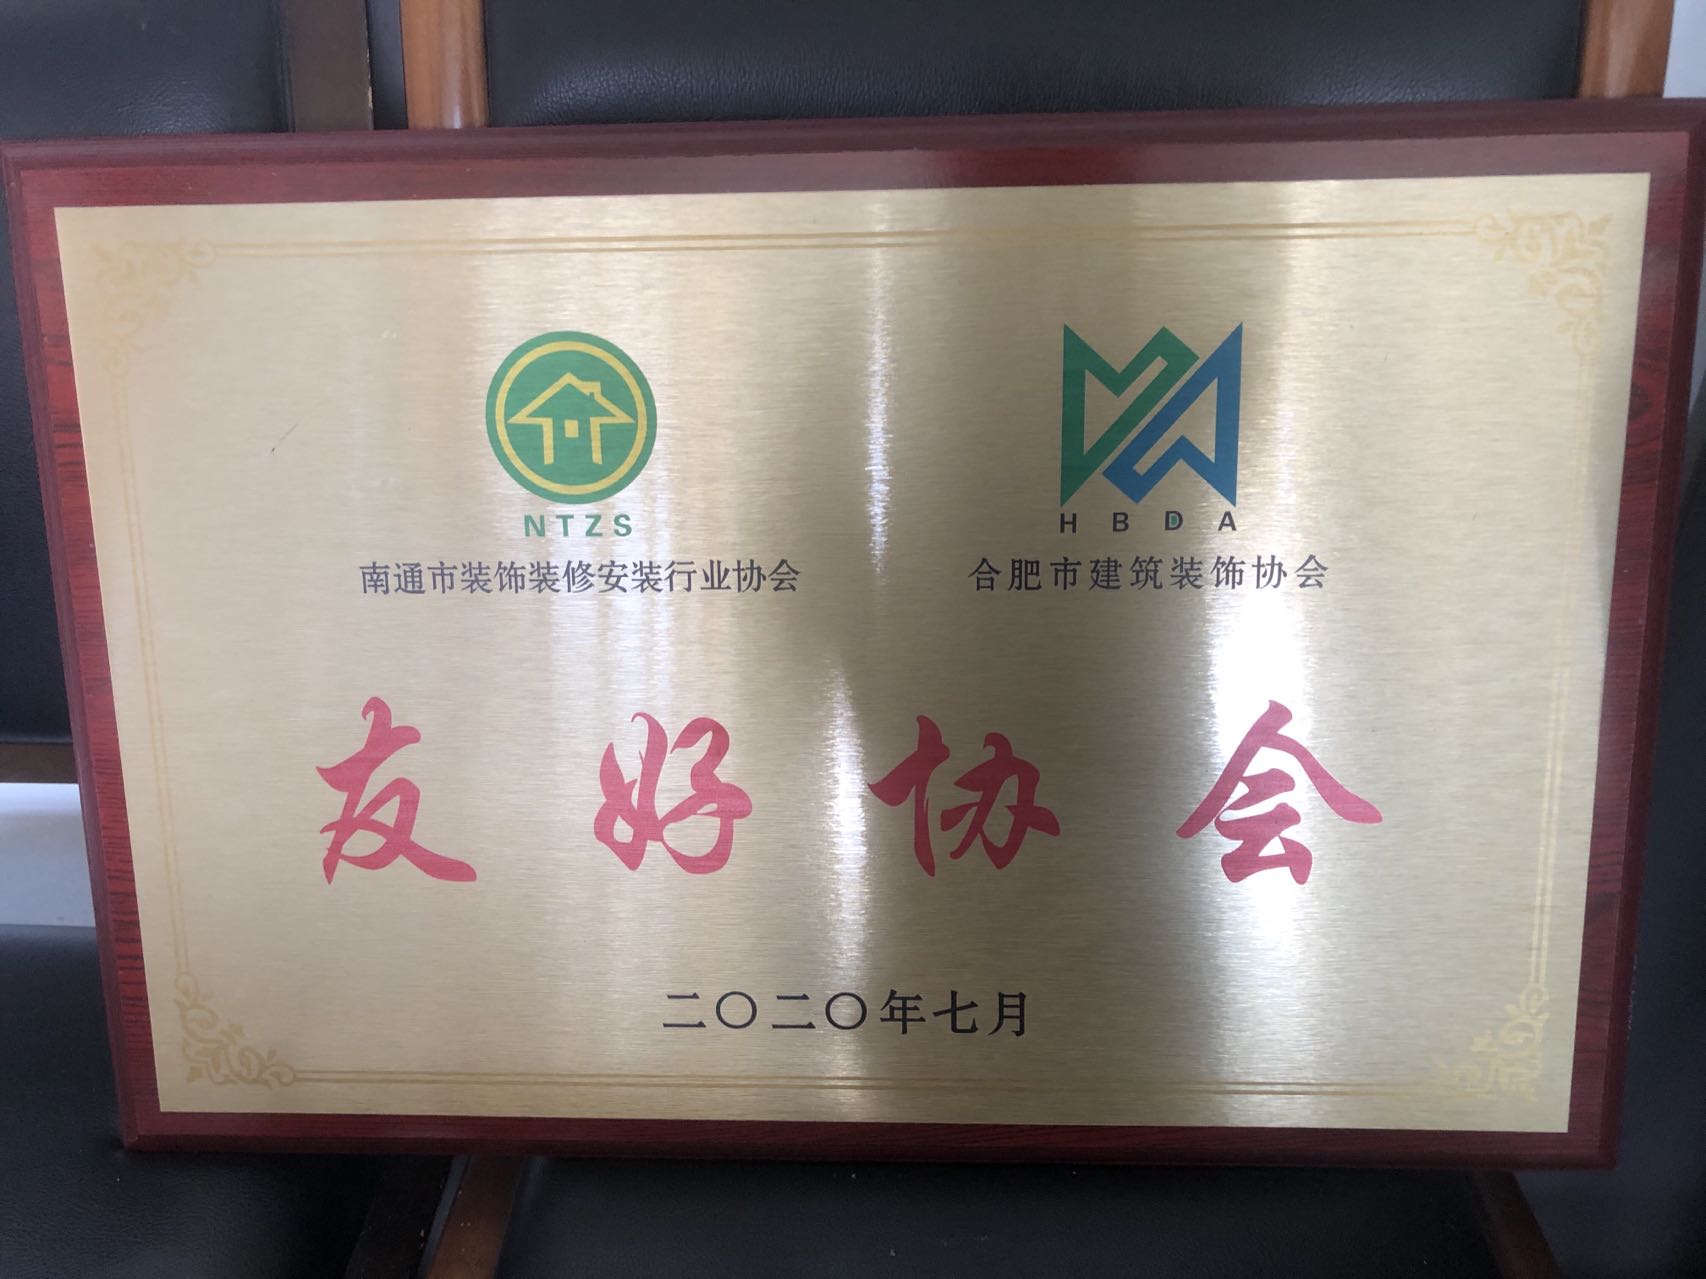 NTZS
南通市装饰装修安装行业协会
HBDA
合肥市建筑装饰协会
友好协会
二〇二〇年七月